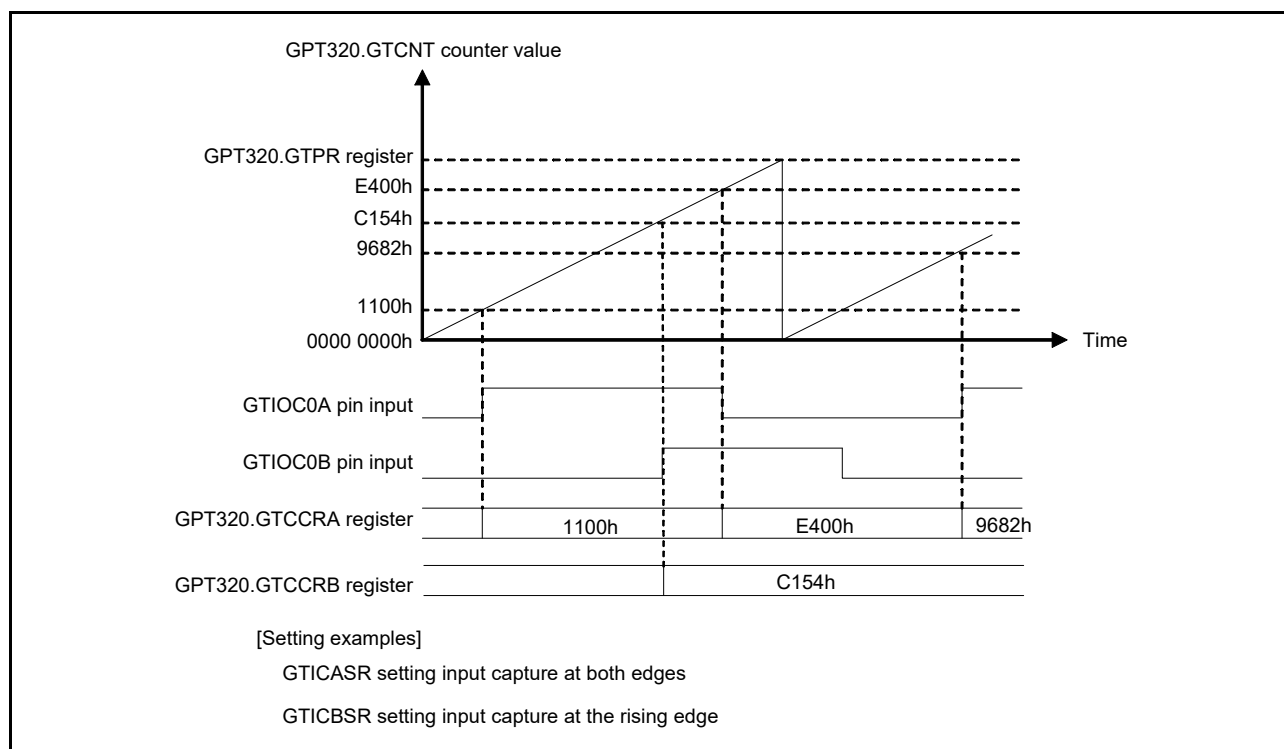 GPT320.GTCNT counter value
GPT320.GTPR register
E400h
C154h
9682h
1100h
0000 0000h
Time
GTIOC0A pin input
GTIOC0B pin input
GPT320.GTCCRA register
1100h
E400h
9682h
GPT320.GTCCRB register
C154h
[Setting examples]
GTICASR setting input capture at both edges
GTICBSR setting input capture at the rising edge